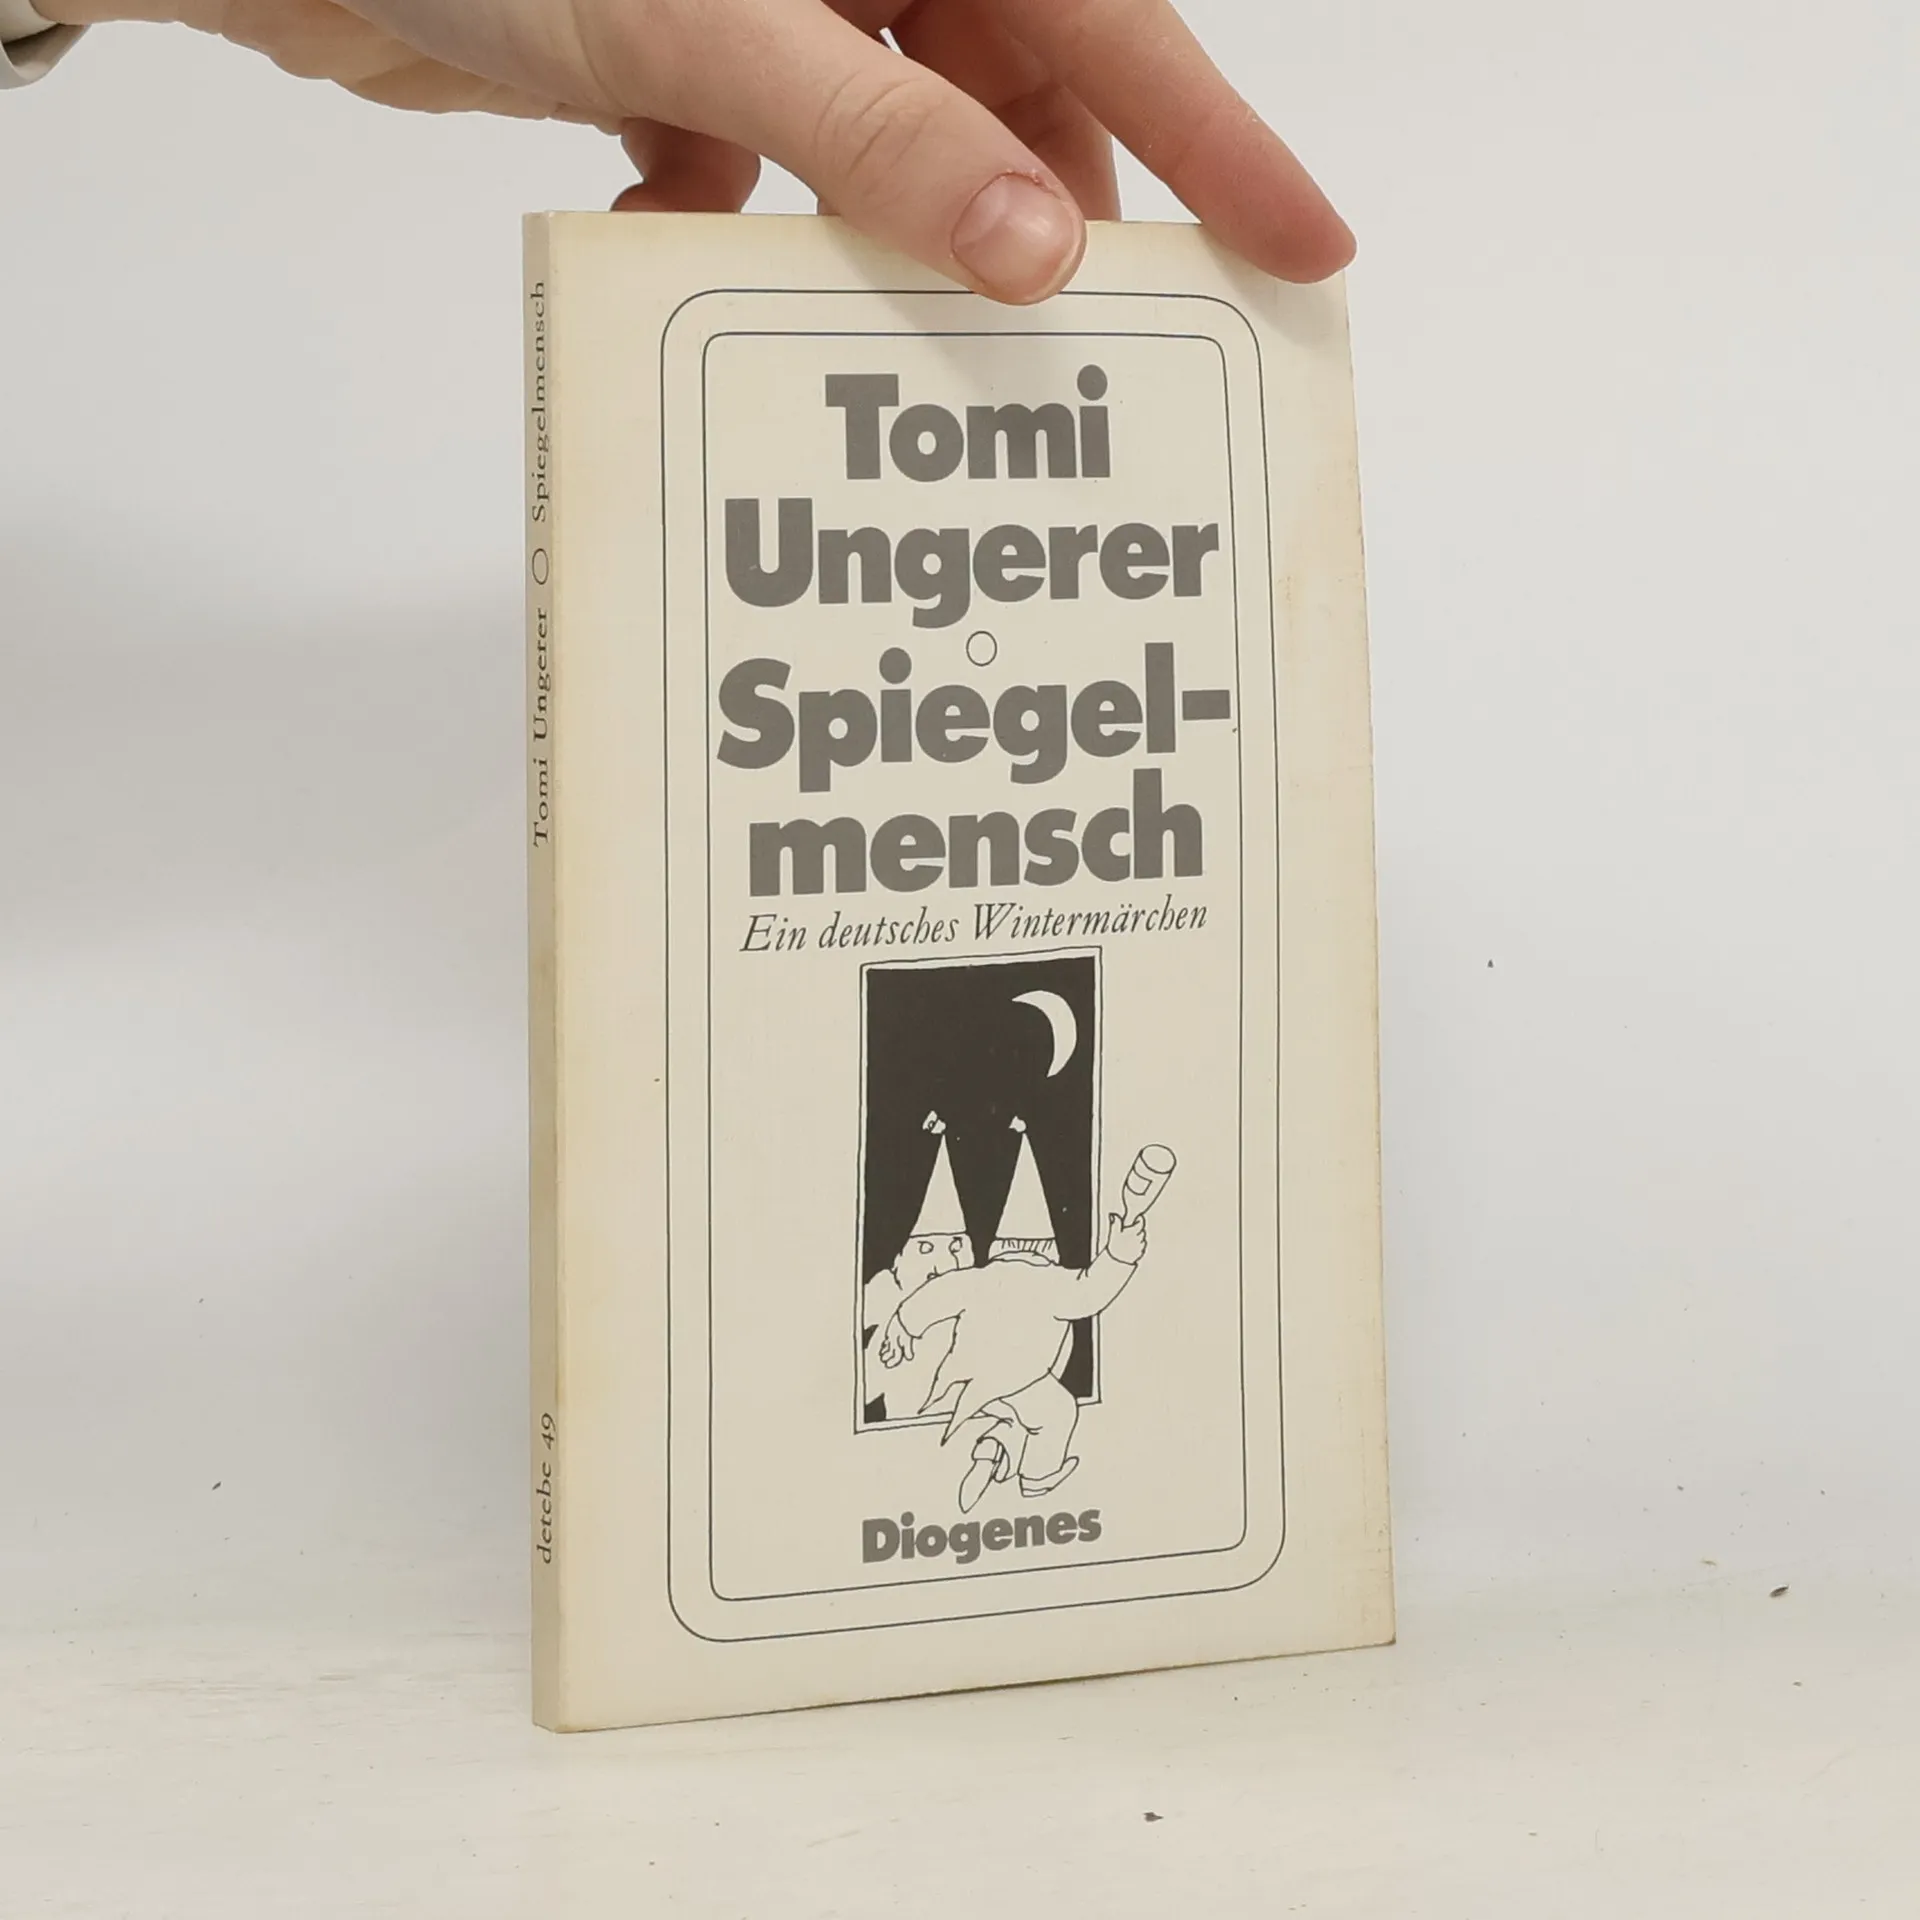 Tomi
Ungerer
Spiegel-
mensch
Ein deutsches Wintermärchen
Diogenes
Tomi Ungerer Spiegelmensch
detebe 49